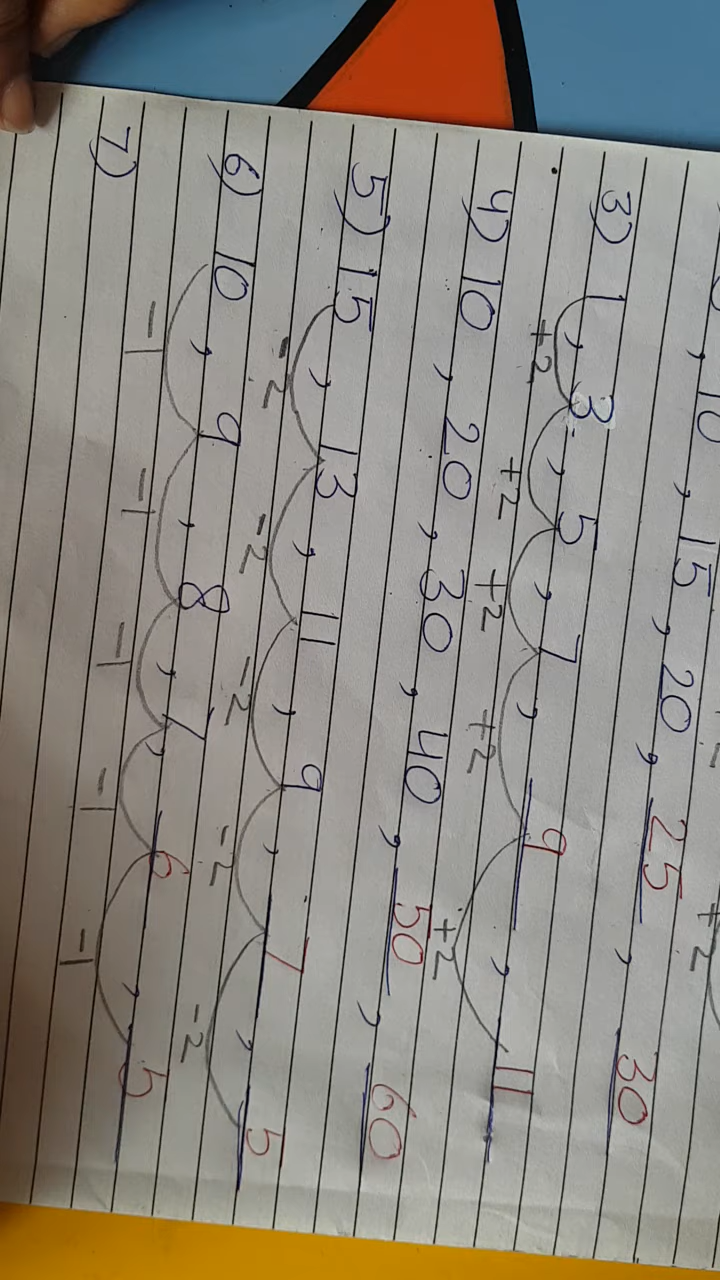 , 10 , 15 , 20 , 25 , 30
+2
3) 1 , 3 , 5 , 7 , 9 , 11
+2 +2 +2 +2 +2
4) 10 , 20 , 30 , 40 , 50 , 60
5) 15 , 13 , 11 , 9 , 7 , 5
-2 -2 -2 -2 -2
6) 10 , 9 , 8 , 7 , 6 , 5
-1 -1 -1 -1 -1
7)